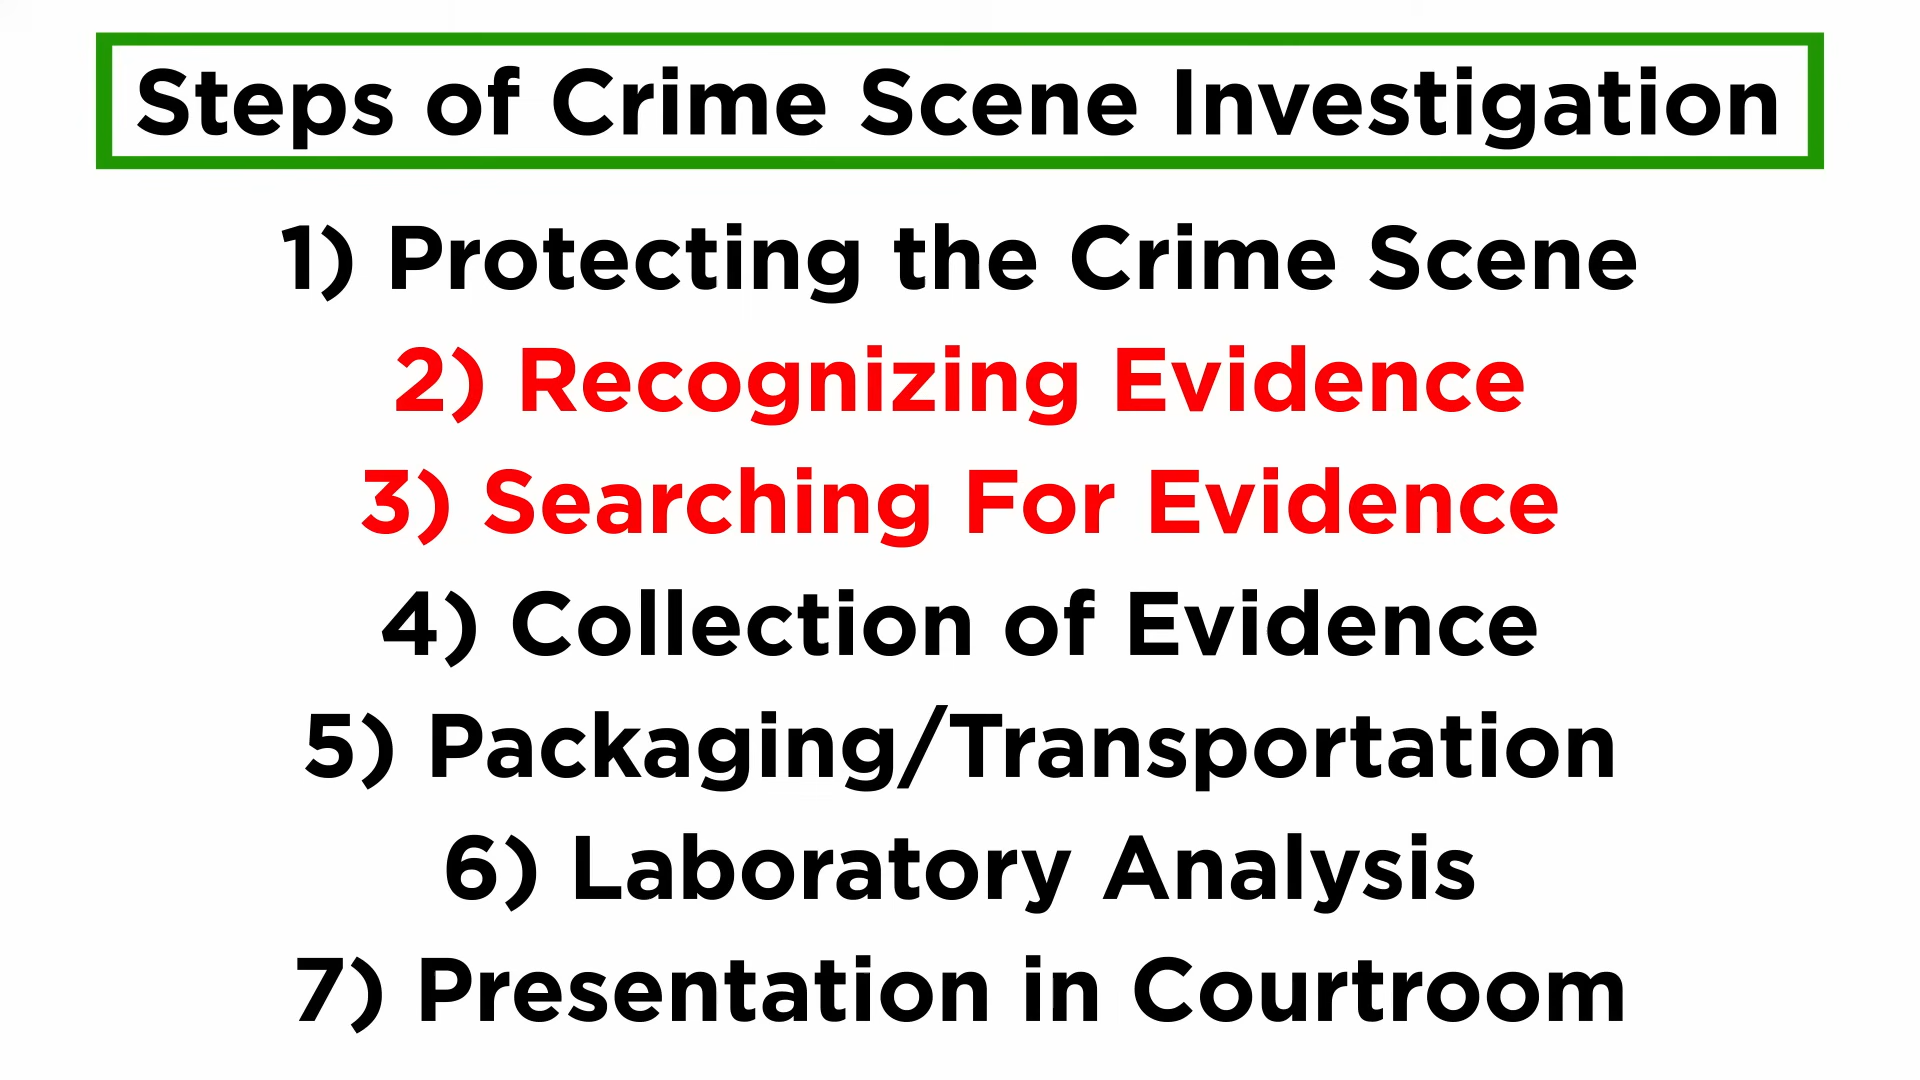 Steps of Crime Scene Investigation
1) Protecting the Crime Scene
2) Recognizing Evidence
3) Searching For Evidence
4) Collection of Evidence
5) Packaging/Transportation
6) Laboratory Analysis
7) Presentation in Courtroom